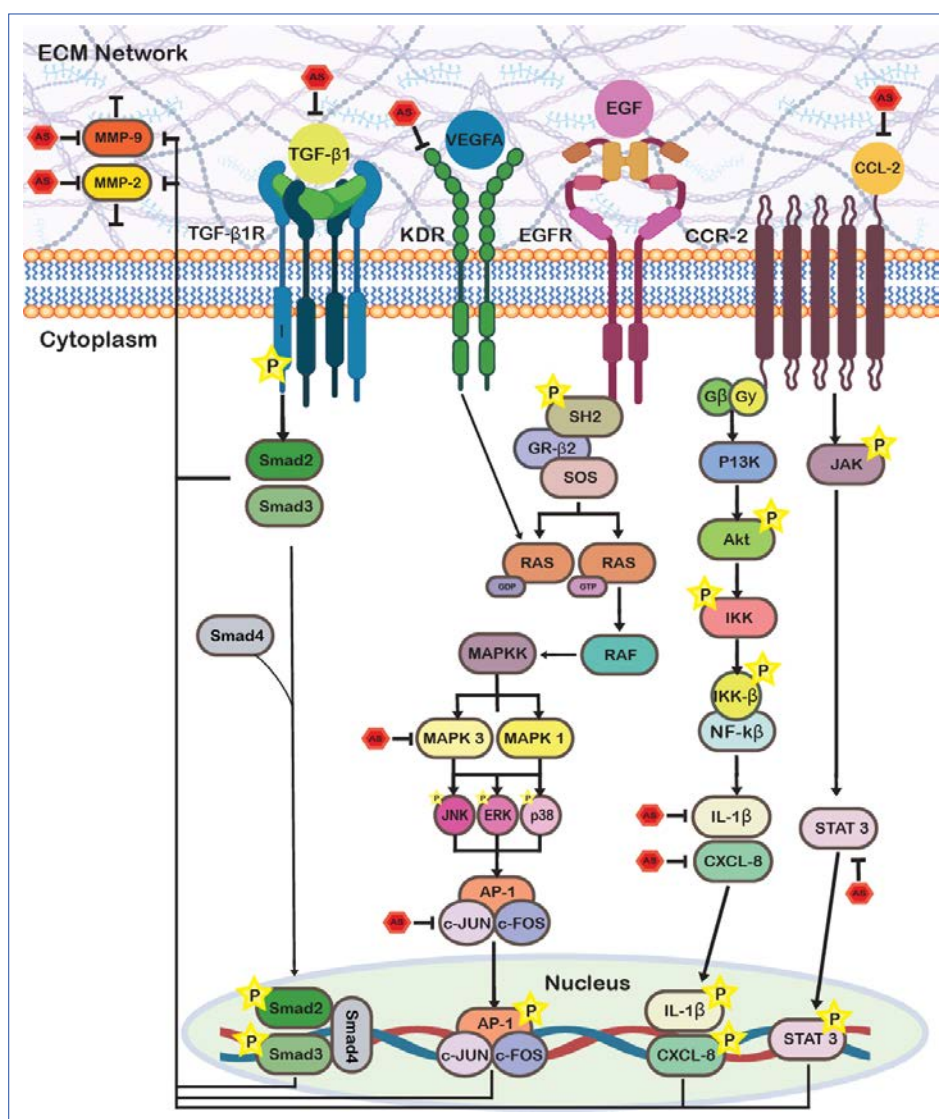 ECM Network
AS
AS
MMP-9
AS
MMP-2
AS
TGF-β1
TGF-β1R
AS
VEGFA
KDR
EGF
EGFR
AS
CCL-2
CCR-2
Cytoplasm
I
P
Smad2
Smad3
Smad4
P
SH2
GR-β2
SOS
RAS
GDP
RAS
GTP
RAF
MAPKK
AS
MAPK 3
MAPK 1
P
JNK
P
ERK
P
p38
AP-1
AS
c-JUN
c-FOS
Gβ
Gγ
P13K
P
Akt
P
IKK
P
IKK-β
NF-kβ
AS
IL-1β
AS
CXCL-8
P
JAK
STAT 3
AS
Nucleus
P
Smad2
P
Smad3
Smad4
P
AP-1
c-JUN
c-FOS
P
IL-1β
P
CXCL-8
P
STAT 3